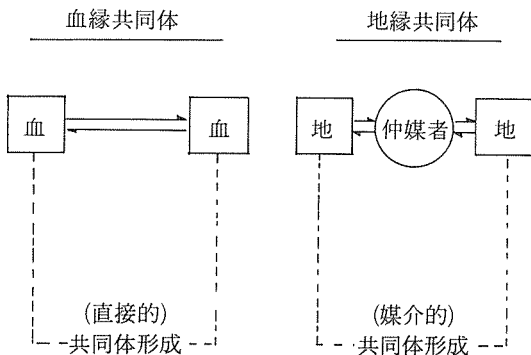 血縁共同体
血
血
(直接的)
共同体形成
地縁共同体
地
仲媒者
地
(媒介的)
共同体形成